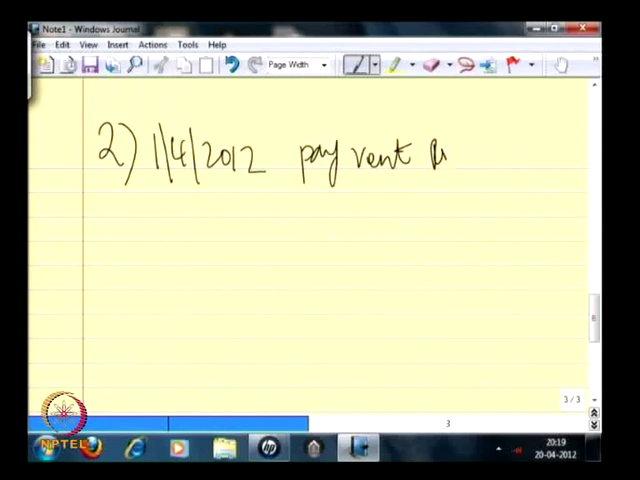 Note1 - Windows Journal
File Edit View Insert Actions Tools Help
Page Width
2) 1/4/2012 pay rent
3 / 3
3
NPTEL
20:19
20-04-2012